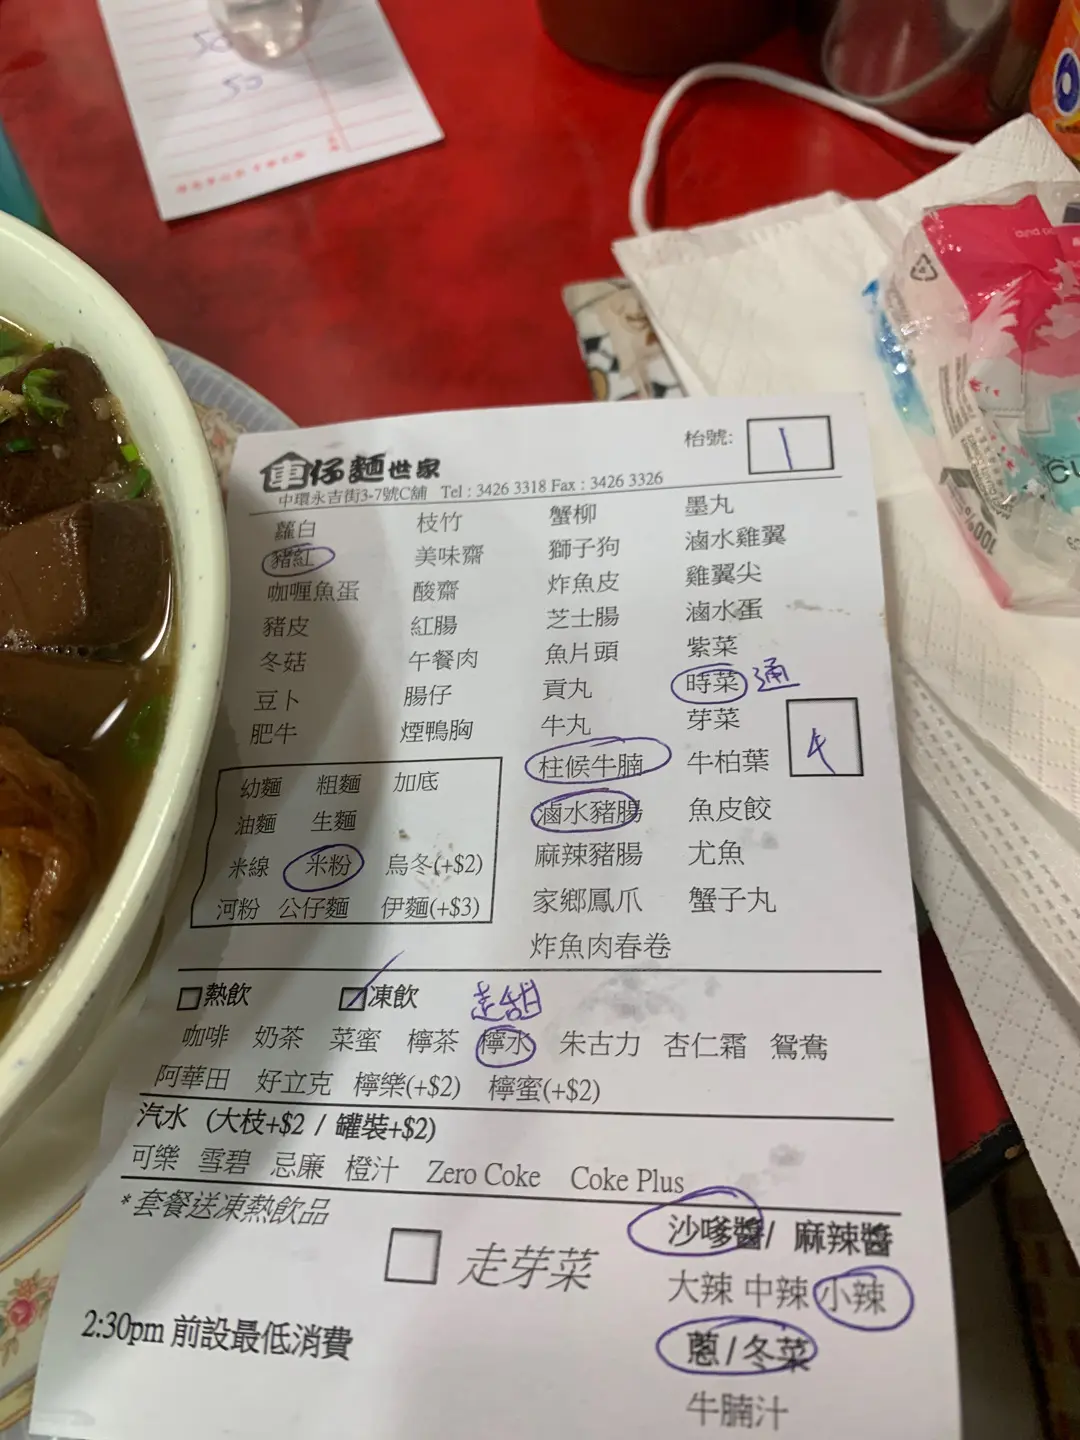 50
50
車仔麵世家
枱號: 1
中環永吉街3-7號C舖 Tel : 3426 3318 Fax : 3426 3326
蘿白 枝竹 蟹柳 墨丸
豬紅 美味齋 獅子狗 滷水雞翼
咖喱魚蛋 酸齋 炸魚皮 雞翼尖
豬皮 紅腸 芝士腸 滷水蛋
冬菇 午餐肉 魚片頭 紫菜
豆卜 腸仔 貢丸 時菜 通
肥牛 煙鴨胸 牛丸 芽菜
柱候牛腩 牛柏葉
滷水豬腸 魚皮餃
麻辣豬腸 尤魚
家鄉鳳爪 蟹子丸
炸魚肉春卷
幼麵 粗麵 加底
油麵 生麵
米線 米粉 烏冬(+$2)
河粉 公仔麵 伊麵(+$3)
熱飲 凍飲 走甜
咖啡 奶茶 菜蜜 檸茶 檸水 朱古力 杏仁霜 鴛鴦
阿華田 好立克 檸樂(+$2) 檸蜜(+$2)
汽水 (大枝+$2 / 罐裝+$2)
可樂 雪碧 忌廉 橙汁 Zero Coke Coke Plus
*套餐送凍熱飲品
走芽菜
2:30pm 前設最低消費
沙嗲醬/ 麻辣醬
大辣 中辣 小辣
蔥/冬菜
牛腩汁
100%